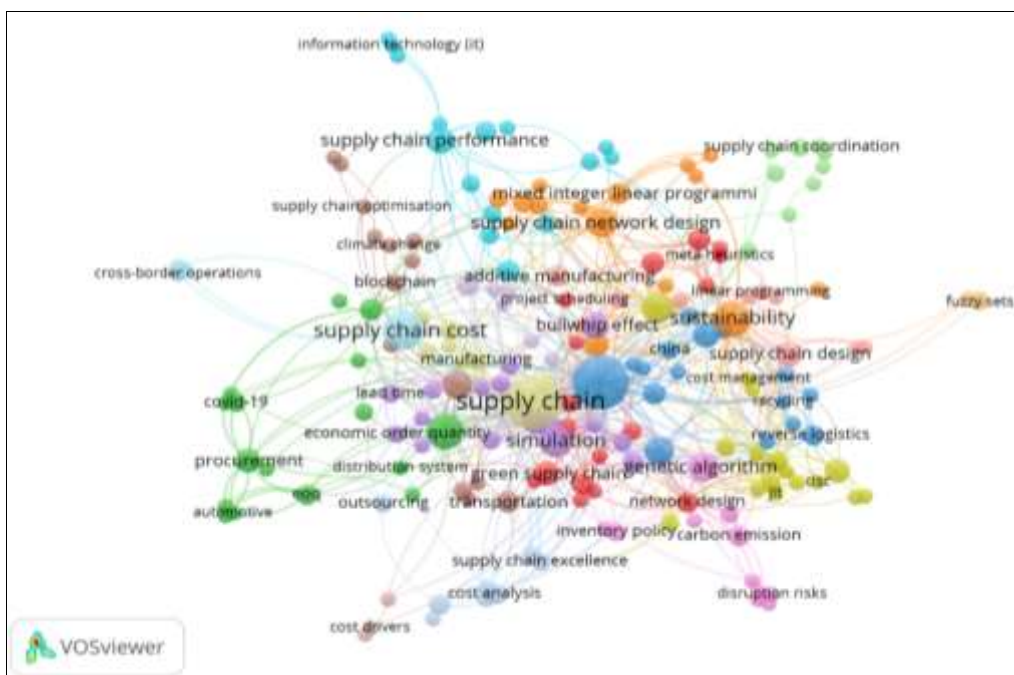 information technology (it)
supply chain performance
supply chain coordination
mixed integer linear programmi
supply chain optimisation
supply chain network design
climate change
meta heuristics
cross-border operations
blockchain
additive manufacturing
linear programming
project scheduling
fuzzy sets
supply chain cost
bullwhip effect
sustainability
china
supply chain design
manufacturing
cost management
lead time
covid-19
supply chain
recycling
economic order quantity
simulation
reverse logistics
procurement
distribution system
green supply chain
genetic algorithm
eoq
outsourcing
transportation
network design
jit
automotive
inventory policy
carbon emission
supply chain excellence
cost analysis
disruption risks
cost drivers
VOSviewer